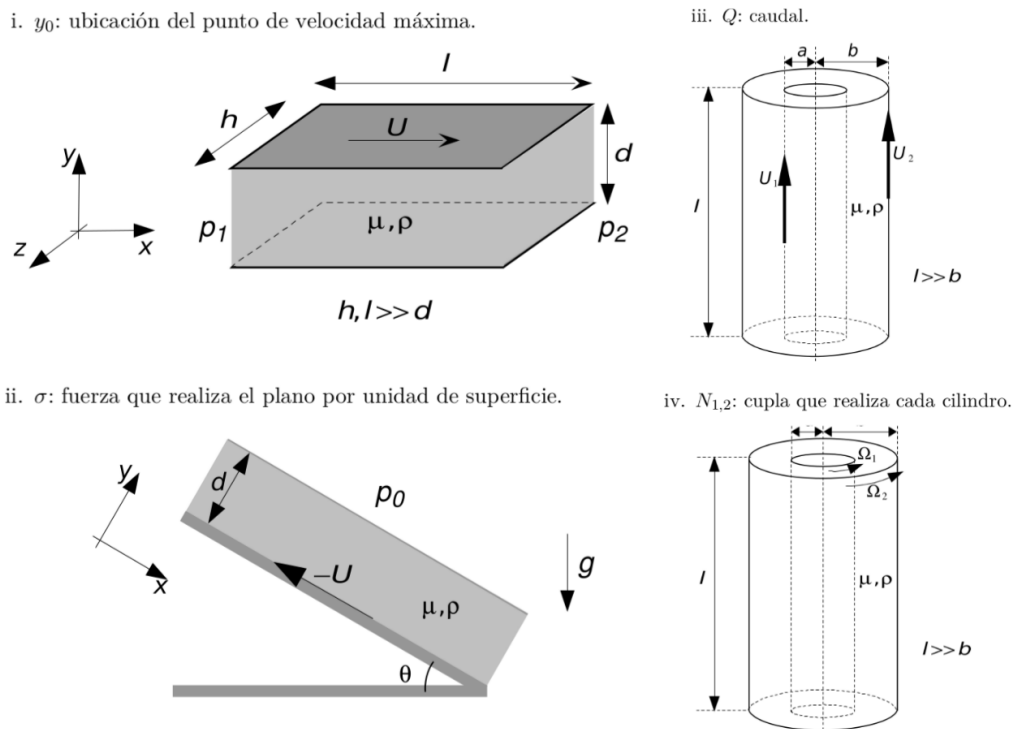 i. y₀: ubicación del punto de velocidad máxima.
l
h
U
d
y
x
z
p₁
μ,ρ
p₂
h,l>>d
ii. σ: fuerza que realiza el plano por unidad de superficie.
y
x
d
p₀
g
−U
μ,ρ
θ
iii. Q: caudal.
a b
U₁
U₂
l
μ,ρ
l>>b
iv. N₁,₂: cupla que realiza cada cilindro.
Ω₁
Ω₂
l
μ,ρ
l>>b